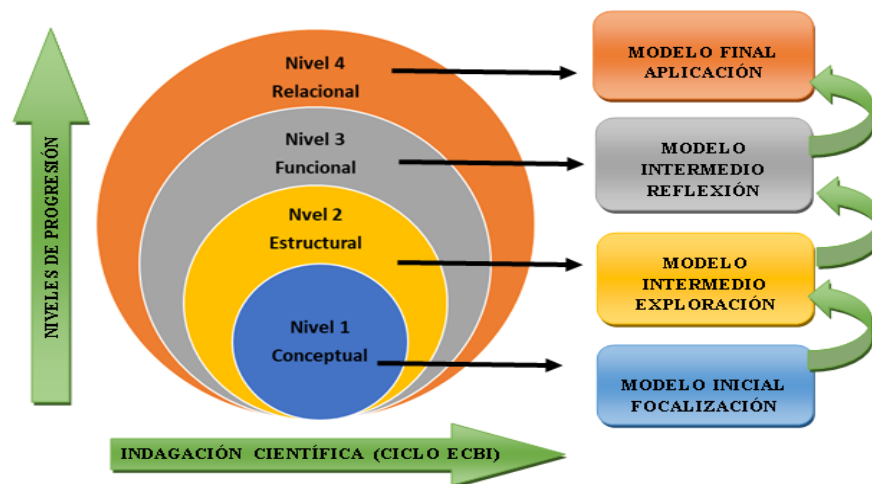 NIVELES DE PROGRESIÓN
Nivel 4
Relacional
Nivel 3
Funcional
Nvel 2
Estructural
Nivel 1
Conceptual
MODELO FINAL
APLICACIÓN
MODELO
INTERMEDIO
REFLEXIÓN
MODELO
INTERMEDIO
EXPLORACIÓN
MODELO INICIAL
FOCALIZACIÓN
INDAGACIÓN CIENTÍFICA (CICLO ECBI)